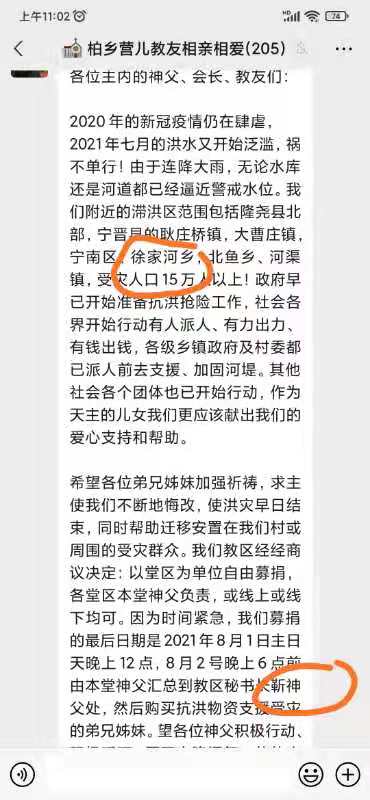 上午11:02
74
柏乡营儿教友相亲相爱(205)
各位主内的神父、会长、教友们：
2020年的新冠疫情仍在肆虐，
2021年七月的洪水又开始泛滥，祸
不单行！由于连降大雨，无论水库
还是河道都已经逼近警戒水位。我
们附近的滞洪区范围包括隆尧县北
部，宁晋县的耿庄桥镇，大曹庄镇，
宁南区，徐家河乡，北鱼乡、河渠
镇，受灾人口15万人以上！政府早
已开始准备抗洪抢险工作，社会各
界开始行动有人派人、有力出力、
有钱出钱，各级乡镇政府及村委都
已派人前去支援、加固河堤。其他
社会各个团体也已开始行动，作为
天主的儿女我们更应该献出我们的
爱心支持和帮助。
希望各位弟兄姊妹加强祈祷，求主
使我们不断地悔改，使洪灾早日结
束，同时帮助迁移安置在我们村或
周围的受灾群众。我们教区经经商
议决定：以堂区为单位自由募捐，
各堂区本堂神父负责，或线上或线
下均可。因为时间紧急，我们募捐
的最后日期是2021年8月1日主日
天晚上12点，8月2号晚上6点前
由本堂神父汇总到教区秘书长靳神
父处，然后购买抗洪物资支援受灾
的弟兄姊妹。望各位神父积极行动、